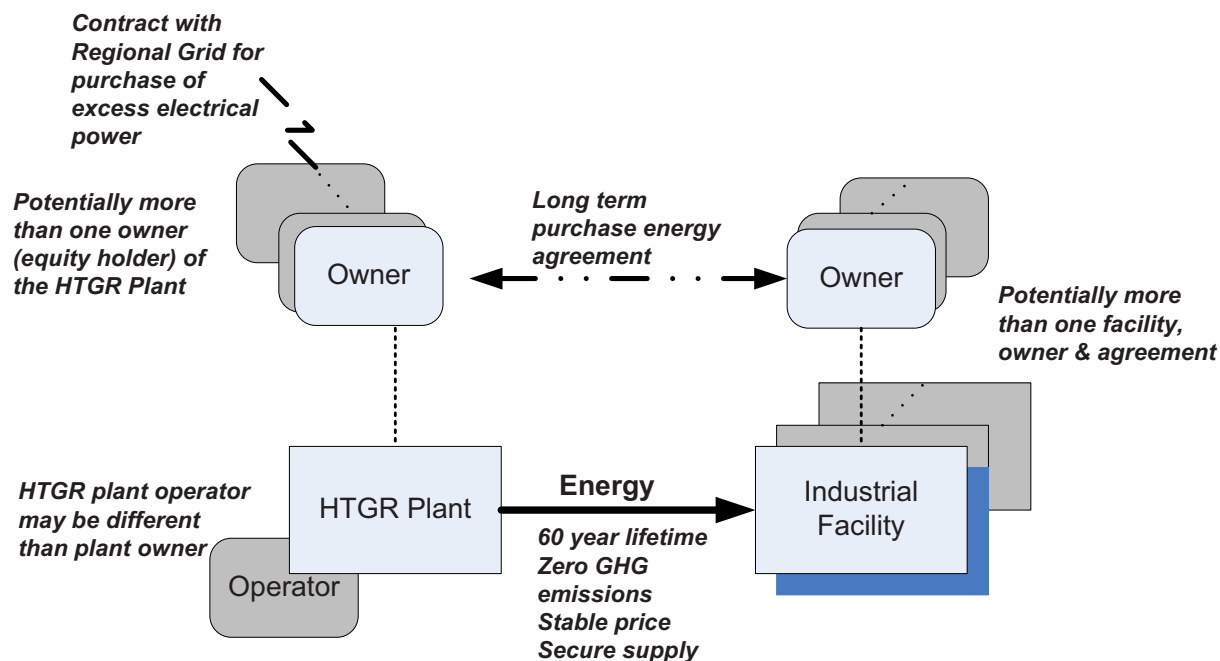 Contract with
Regional Grid for
purchase of
excess electrical
power
Potentially more
than one owner
(equity holder) of
the HTGR Plant
Owner
Long term
purchase energy
agreement
Owner
Potentially more
than one facility,
owner & agreement
HTGR plant operator
may be different
than plant owner
HTGR Plant
Operator
Energy
60 year lifetime
Zero GHG
emissions
Stable price
Secure supply
Industrial
Facility